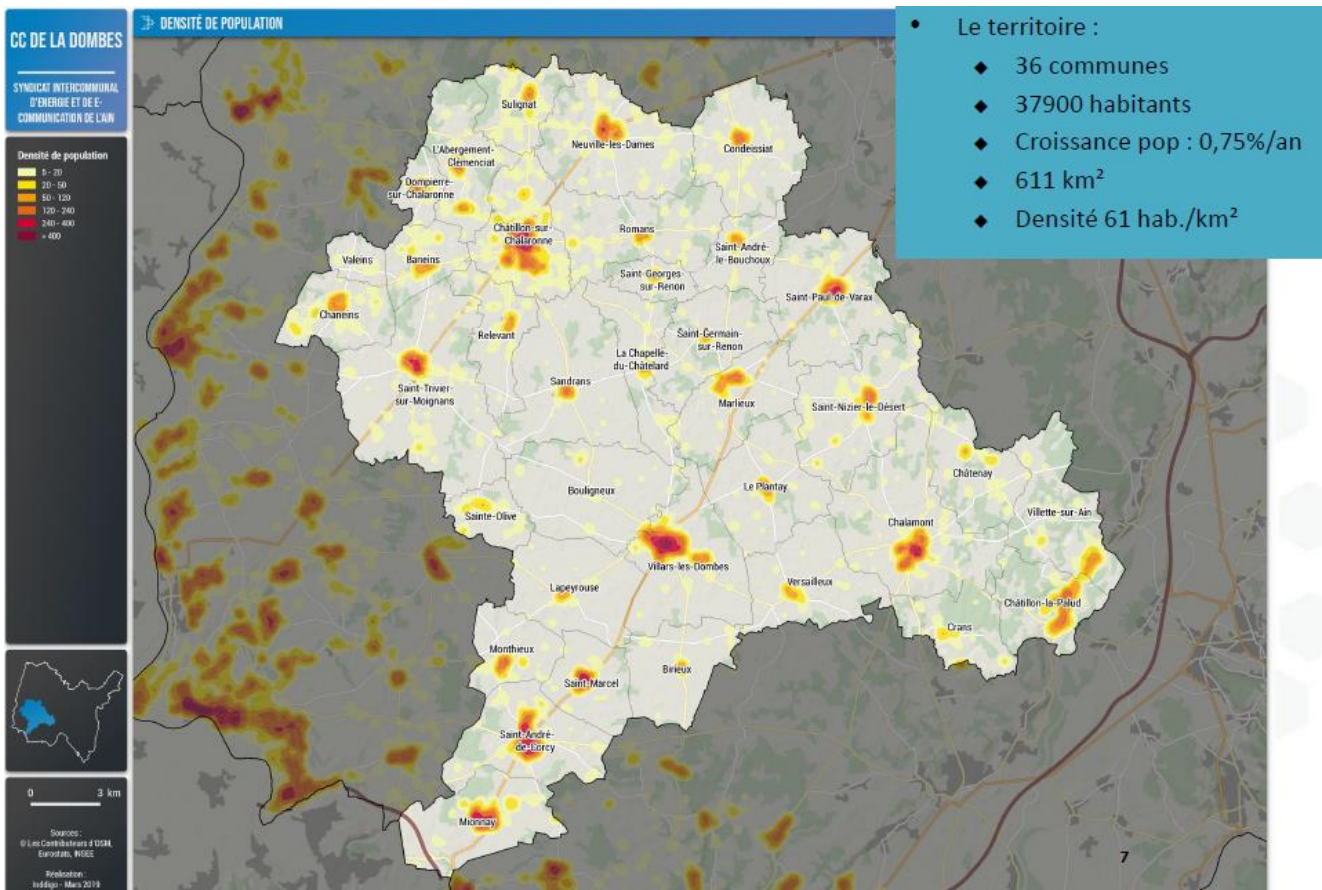 CC DE LA DOMBES
SYNDICAT INTERCOMMUNAL
D'ENERGIE ET DE E-
COMMUNICATION DE L'AIN
DENSITÉ DE POPULATION
• Le territoire :
◆ 36 communes
◆ 37900 habitants
◆ Croissance pop : 0,75%/an
◆ 611 km²
◆ Densité 61 hab./km²
Densité de population
5 - 20
20 - 50
50 - 120
120 - 240
240 - 400
> 400
Sulignat
Neuville-les-Dames
Condeissiat
L'Abergement-
Clémenciat
Dompierre-
sur-Chalaronne
Châtillon-sur-
Chalaronne
Romans
Saint-André-
le-Bouchoux
Valeins
Baneins
Saint-Georges-
sur-Renon
Saint-Paul-de-Varax
Chaneins
Relevant
Saint-Germain-
sur-Renon
La Chapelle-
du-Châtelard
Saint-Trivier-
sur-Moignans
Sandrans
Marlieux
Saint-Nizier-le-Désert
Châtenay
Bouligneux
Le Plantay
Sainte-Olive
Chalamont
Villette-sur-Ain
Villars-les-Dombes
Lapeyrouse
Versailleux
Châtillon-la-Palud
Crans
Monthieux
Birieux
Saint-Marcel
Saint-André-
de-Corcy
Mionnay
0 3 km
Sources :
© Les Contributeurs d'OSM,
Eurostats, INSEE
Réalisation :
Inddigo - Mars 2019
7